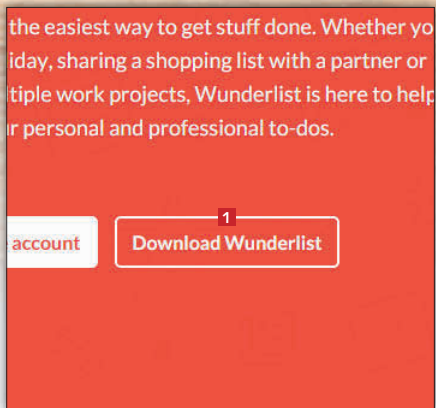 the easiest way to get stuff done. Whether yo
iday, sharing a shopping list with a partner or
tiple work projects, Wunderlist is here to help
r personal and professional to-dos.
1
account
Download Wunderlist